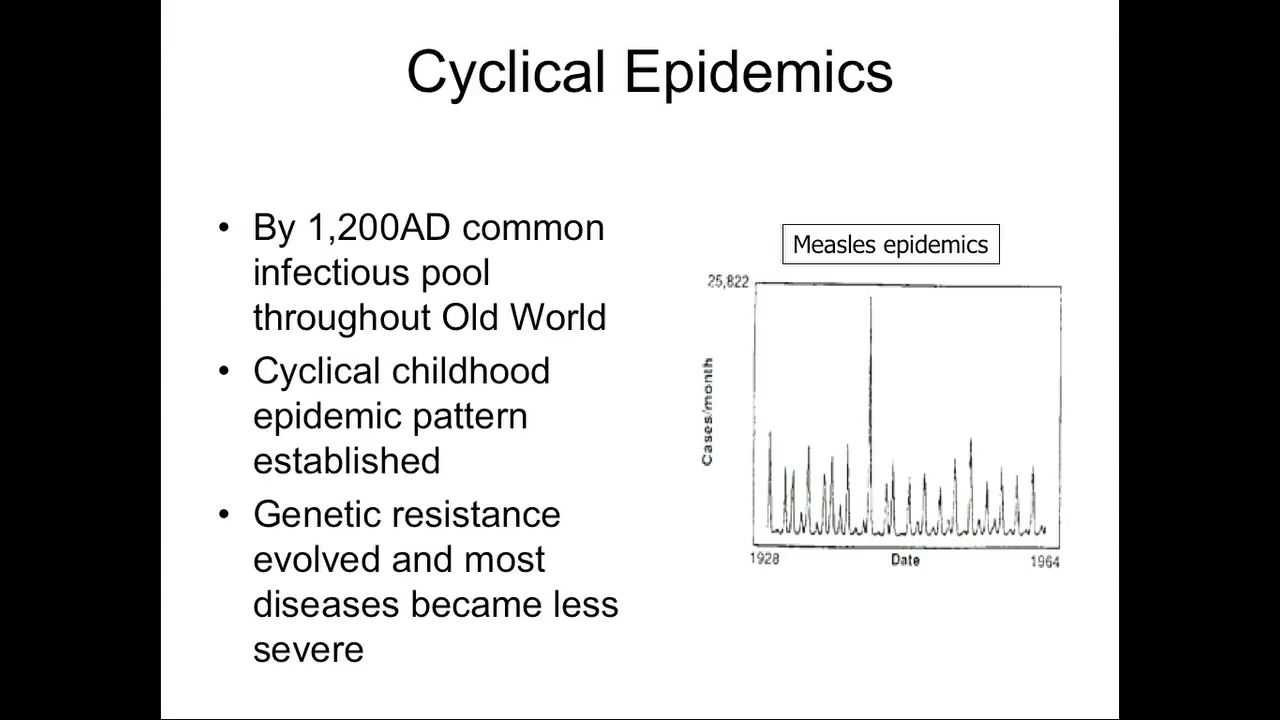 Cyclical Epidemics
• By 1,200AD common
infectious pool
throughout Old World
• Cyclical childhood
epidemic pattern
established
• Genetic resistance
evolved and most
diseases became less
severe
Measles epidemics
25,822
Cases/month
1928
Date
1964